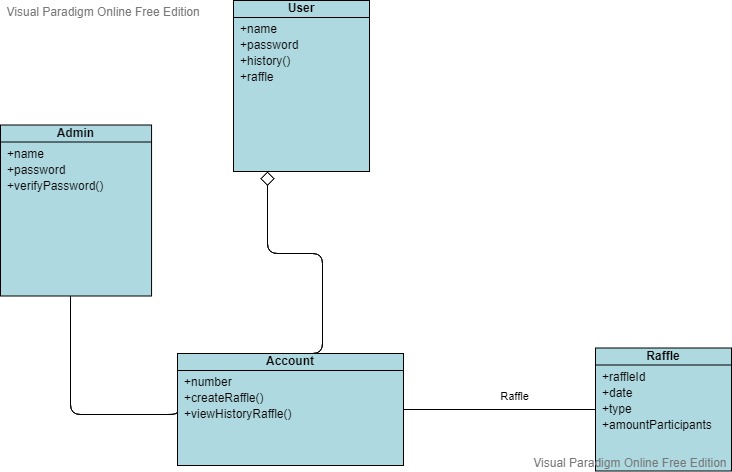 Visual Paradigm Online Free Edition
User
+name
+password
+history()
+raffle
Admin
+name
+password
+verifyPassword()
Account
+number
+createRaffle()
+viewHistoryRaffle()
Raffle
Raffle
+raffleId
+date
+type
+amountParticipants
Visual Paradigm Online Free Edition